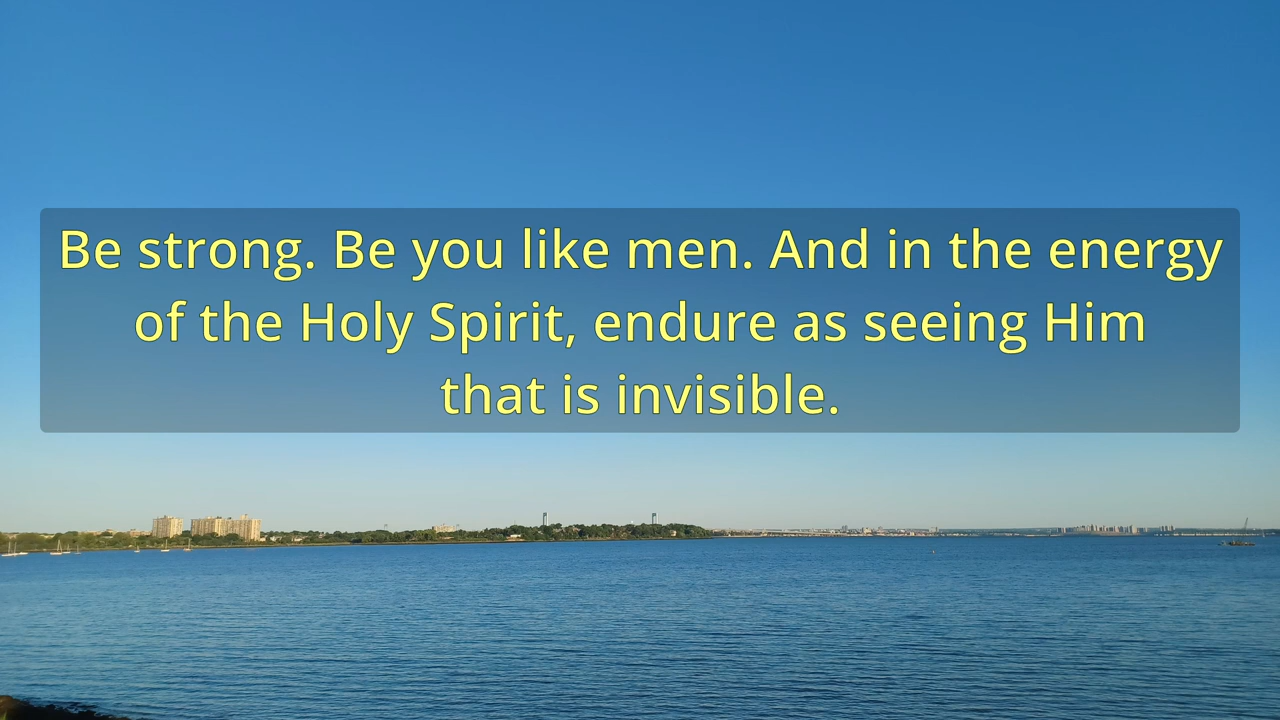 Be strong. Be you like men. And in the energy
of the Holy Spirit, endure as seeing Him
that is invisible.